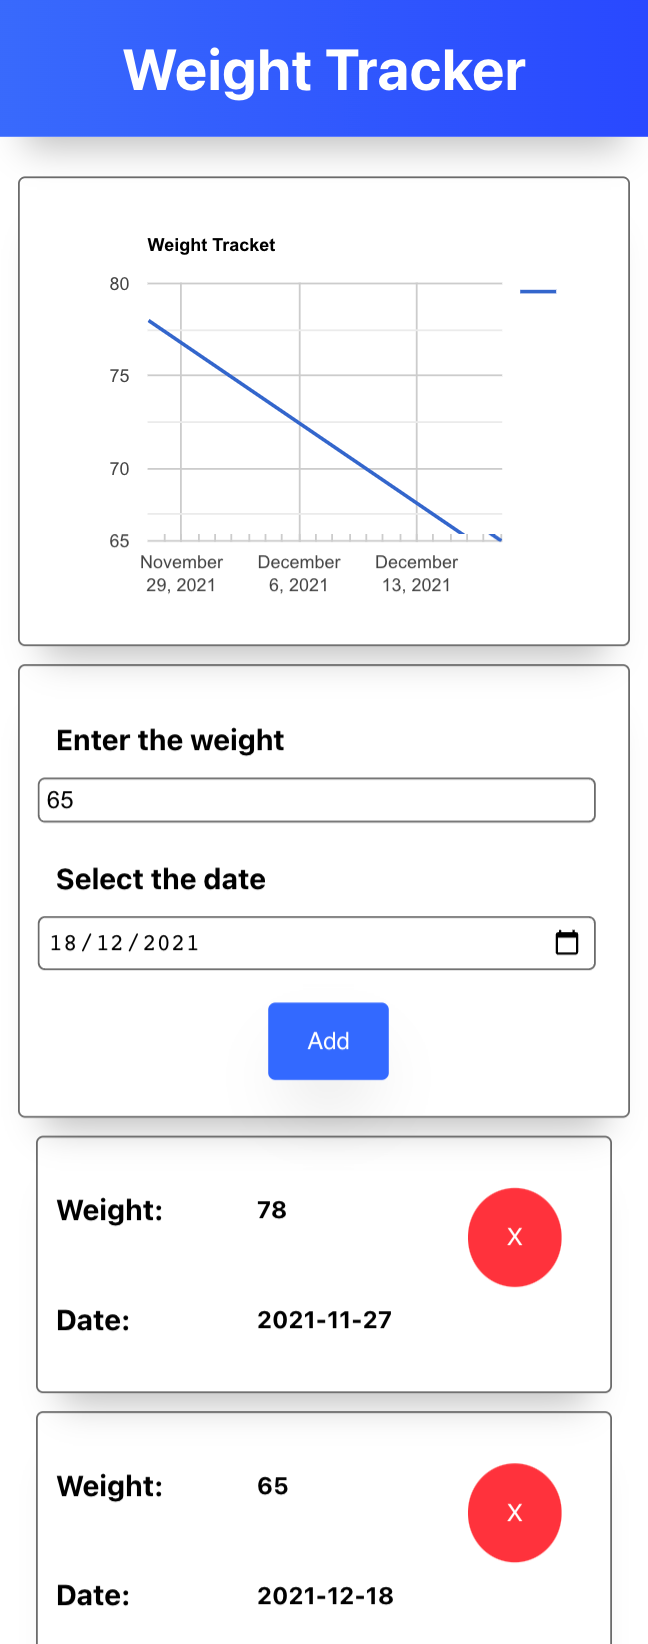 Weight Tracker
Weight Tracket
80
75
70
65
November
29, 2021
December
6, 2021
December
13, 2021
Enter the weight
65
Select the date
18/12/2021
Add
Weight: 78
X
Date: 2021-11-27
Weight: 65
X
Date: 2021-12-18